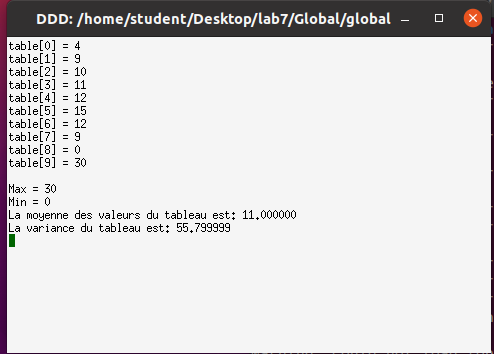 DDD: /home/student/Desktop/lab7/Global/global
table[0] = 4
table[1] = 9
table[2] = 10
table[3] = 11
table[4] = 12
table[5] = 15
table[6] = 12
table[7] = 9
table[8] = 0
table[9] = 30
Max = 30
Min = 0
La moyenne des valeurs du tableau est: 11.000000
La variance du tableau est: 55.799999